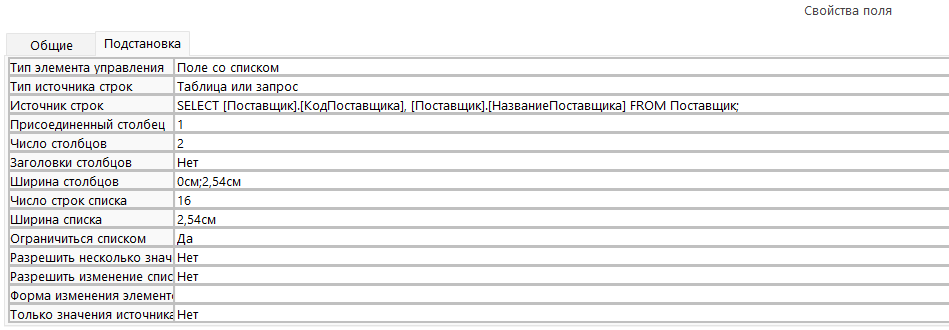 Свойства поля
Общие Подстановка
Тип элемента управления Поле со списком
Тип источника строк Таблица или запрос
Источник строк SELECT [Поставщик].[КодПоставщика], [Поставщик].[НазваниеПоставщика] FROM Поставщик;
Присоединенный столбец 1
Число столбцов 2
Заголовки столбцов Нет
Ширина столбцов 0см;2,54см
Число строк списка 16
Ширина списка 2,54см
Ограничиться списком Да
Разрешить несколько знач Нет
Разрешить изменение спис Нет
Форма изменения элементо
Только значения источника Нет